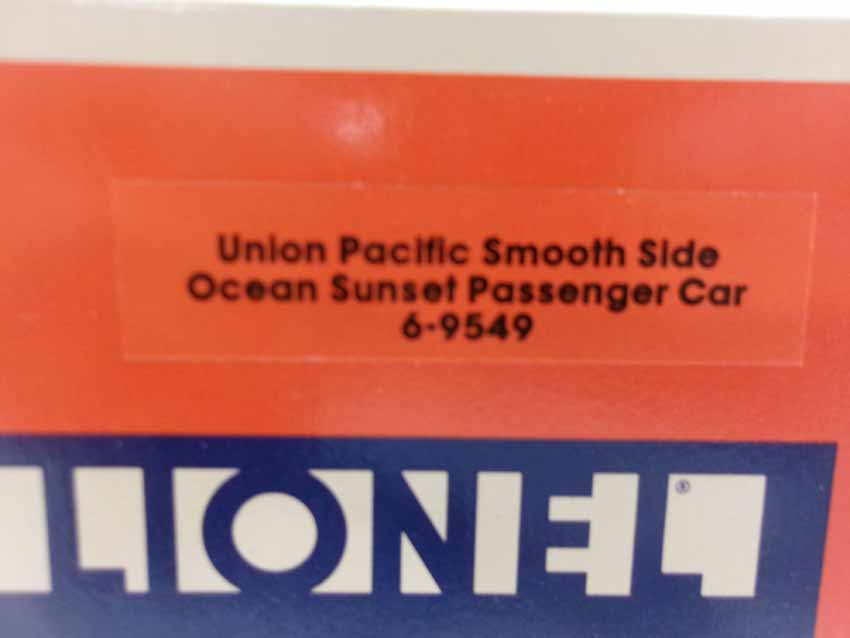 Union Pacific Smooth Side
Ocean Sunset Passenger Car
6-9549
LIONEL®